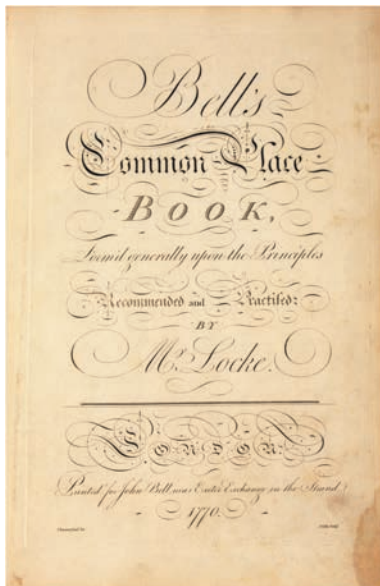 Bell's
Common Place
BOOK,
Form'd generally upon the Principles
Recommended and Practised
BY
Mr. Locke.
LONDON:
Printed for John Bell, near Exeter Exchange, in the Strand.
1770.